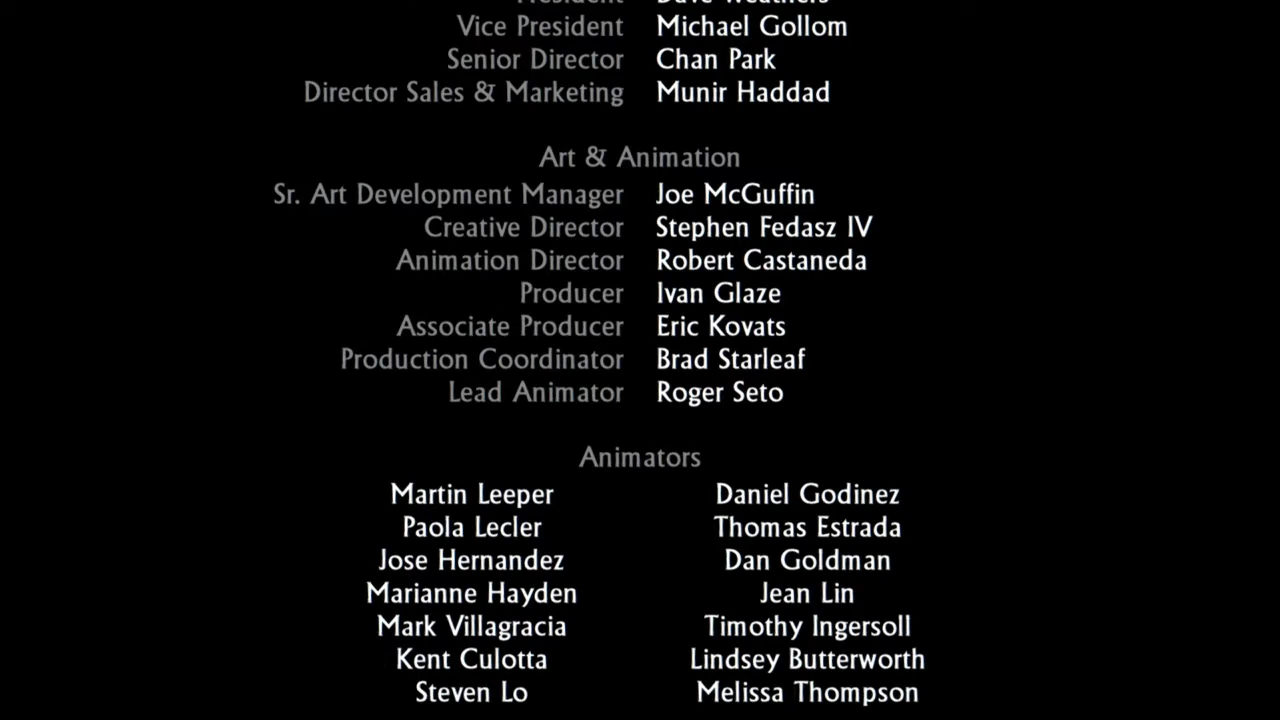 President Dave Weathers
Vice President Michael Gollom
Senior Director Chan Park
Director Sales & Marketing Munir Haddad
Art & Animation
Sr. Art Development Manager Joe McGuffin
Creative Director Stephen Fedasz IV
Animation Director Robert Castaneda
Producer Ivan Glaze
Associate Producer Eric Kovats
Production Coordinator Brad Starleaf
Lead Animator Roger Seto
Animators
Martin Leeper Daniel Godinez
Paola Lecler Thomas Estrada
Jose Hernandez Dan Goldman
Marianne Hayden Jean Lin
Mark Villagracia Timothy Ingersoll
Kent Culotta Lindsey Butterworth
Steven Lo Melissa Thompson